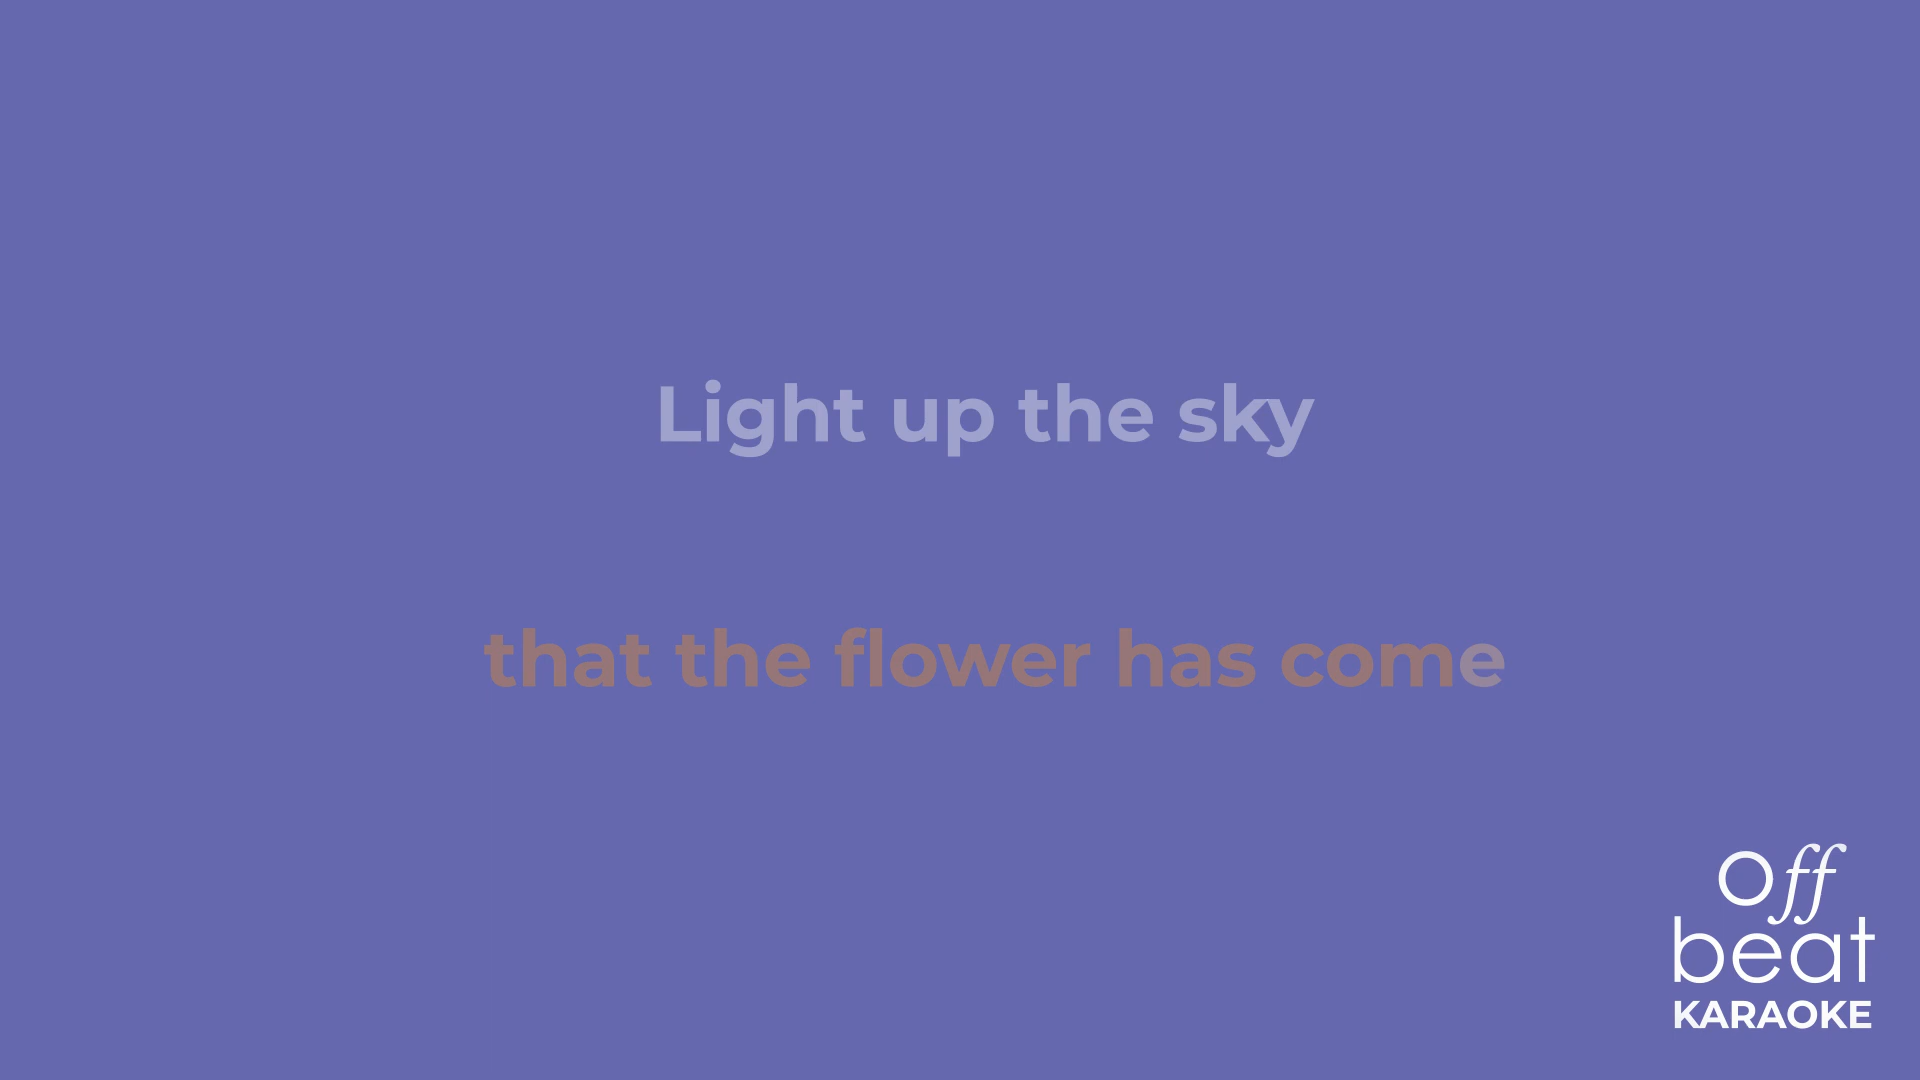 Light up the sky
that the flower has come
off
beat
KARAOKE